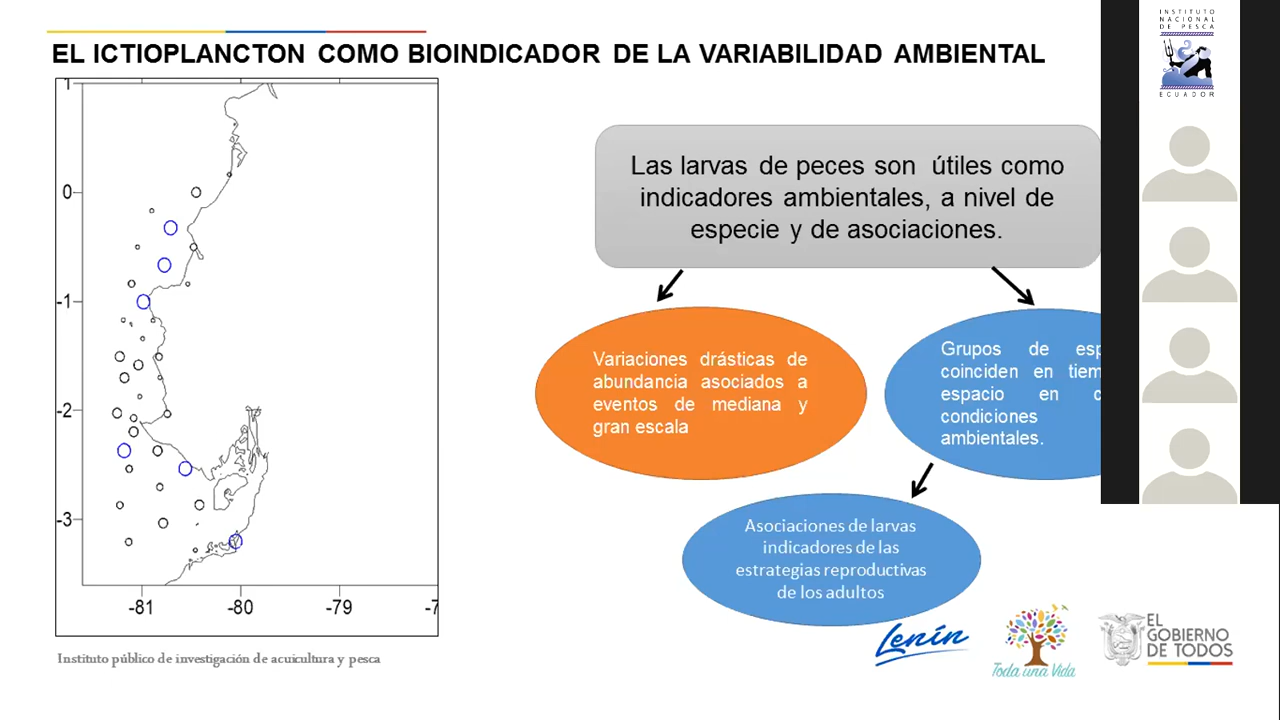 EL ICTIOPLANCTON COMO BIOINDICADOR DE LA VARIABILIDAD AMBIENTAL
INSTITUTO
NACIONAL
DE PESCA
ECUADOR
1
0
-1
-2
-3
-81
-80
-79
-7
Las larvas de peces son útiles como
indicadores ambientales, a nivel de
especie y de asociaciones.
Variaciones drásticas de
abundancia asociados a
eventos de mediana y
gran escala
Grupos de esp
coinciden en tiem
espacio en c
condiciones
ambientales.
Asociaciones de larvas
indicadores de las
estrategias reproductivas
de los adultos
Instituto público de investigación de acuicultura y pesca
Lenín
Toda una Vida
EL
GOBIERNO
DE TODOS